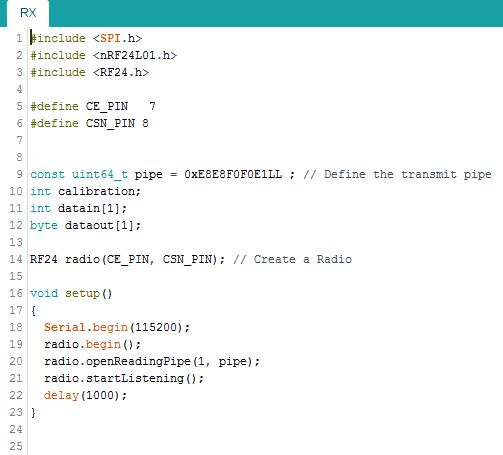 RX
1 #include <SPI.h>
2 #include <nRF24L01.h>
3 #include <RF24.h>
4
5 #define CE_PIN   7
6 #define CSN_PIN 8
7
8
9 const uint64_t pipe = 0xE8E8F0F0E1LL ; // Define the transmit pipe
10 int calibration;
11 int datain[1];
12 byte dataout[1];
13
14 RF24 radio(CE_PIN, CSN_PIN); // Create a Radio
15
16 void setup()
17 {
18   Serial.begin(115200);
19   radio.begin();
20   radio.openReadingPipe(1, pipe);
21   radio.startListening();
22   delay(1000);
23 }
24
25